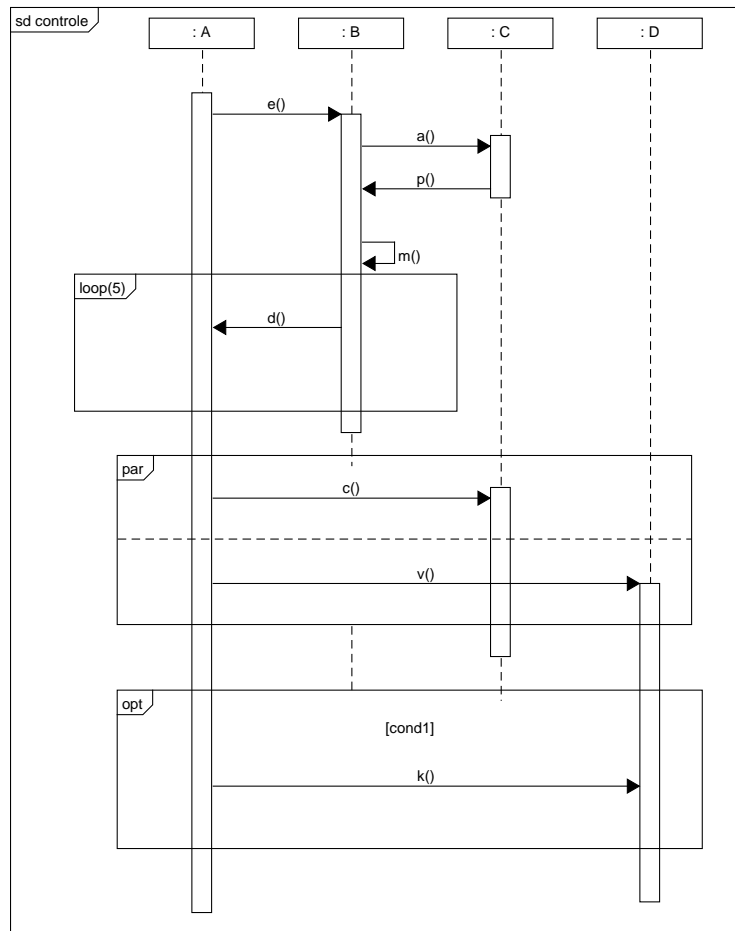 sd controle
: A
: B
: C
: D
e()
a()
p()
m()
loop(5)
d()
par
c()
v()
opt
[cond1]
k()